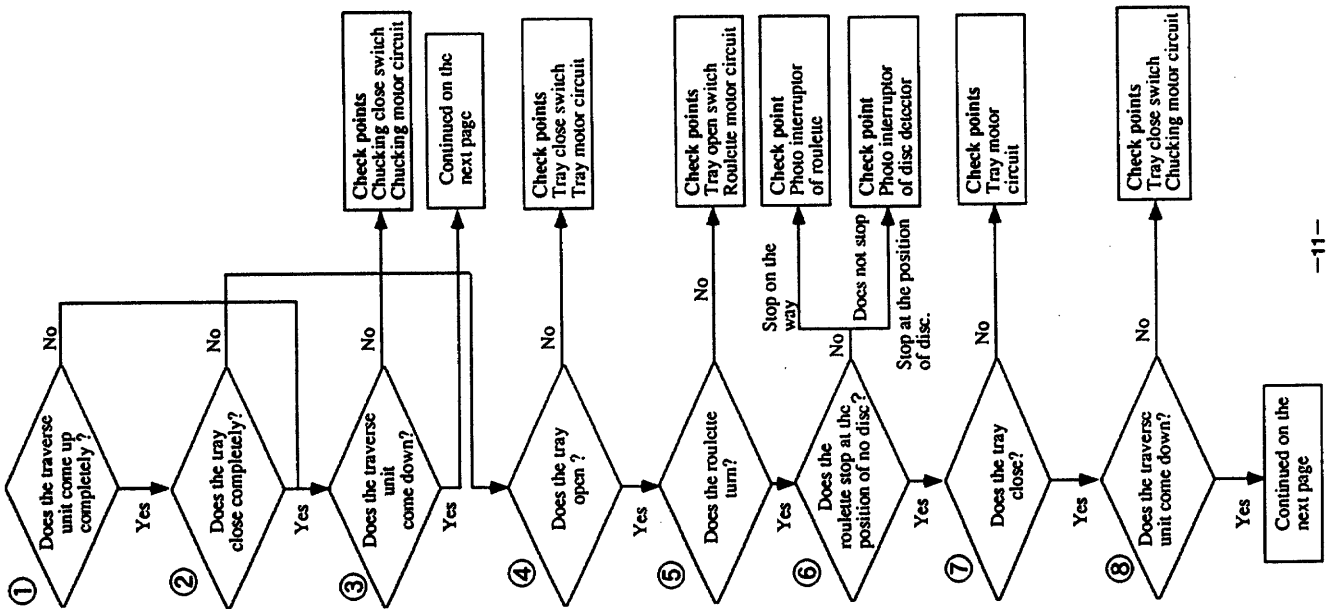 ①
Does the traverse
unit come up
completely ?
No
Yes
②
Does the tray
close completely?
No
Yes
③
Does the traverse
unit
come down?
No
Check points
Chucking close switch
Chucking motor circuit
Yes
Continued on the
next page
④
Does the tray
open ?
No
Check points
Tray close switch
Tray motor circuit
Yes
⑤
Does the roulette
turn?
No
Check points
Tray open switch
Roulette motor circuit
Yes
⑥
Does the
roulette stop at the
position of no disc?
No
Stop on the
way
Check point
Photo interruptor
of roulette
Does not stop
Stop at the position
of disc.
Check point
Photo interruptor
of disc detector
Yes
⑦
Does the tray
close?
No
Check points
Tray motor
circuit
Yes
⑧
Does the traverse
unit come down?
No
Check points
Tray close switch
Chucking motor circuit
Yes
Continued on the
next page
—11—